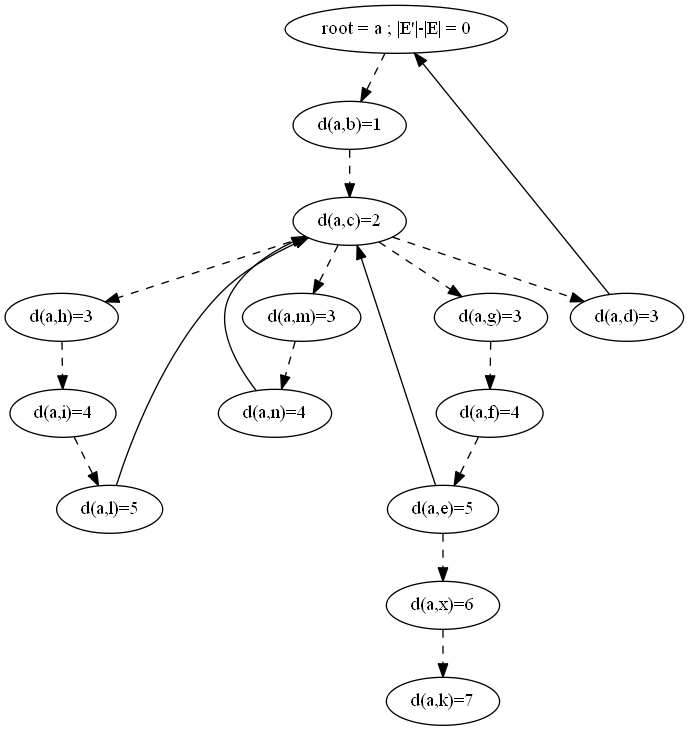 root = a ; |E'|-|E| = 0
d(a,b)=1
d(a,c)=2
d(a,h)=3
d(a,m)=3
d(a,g)=3
d(a,d)=3
d(a,i)=4
d(a,n)=4
d(a,f)=4
d(a,l)=5
d(a,e)=5
d(a,x)=6
d(a,k)=7